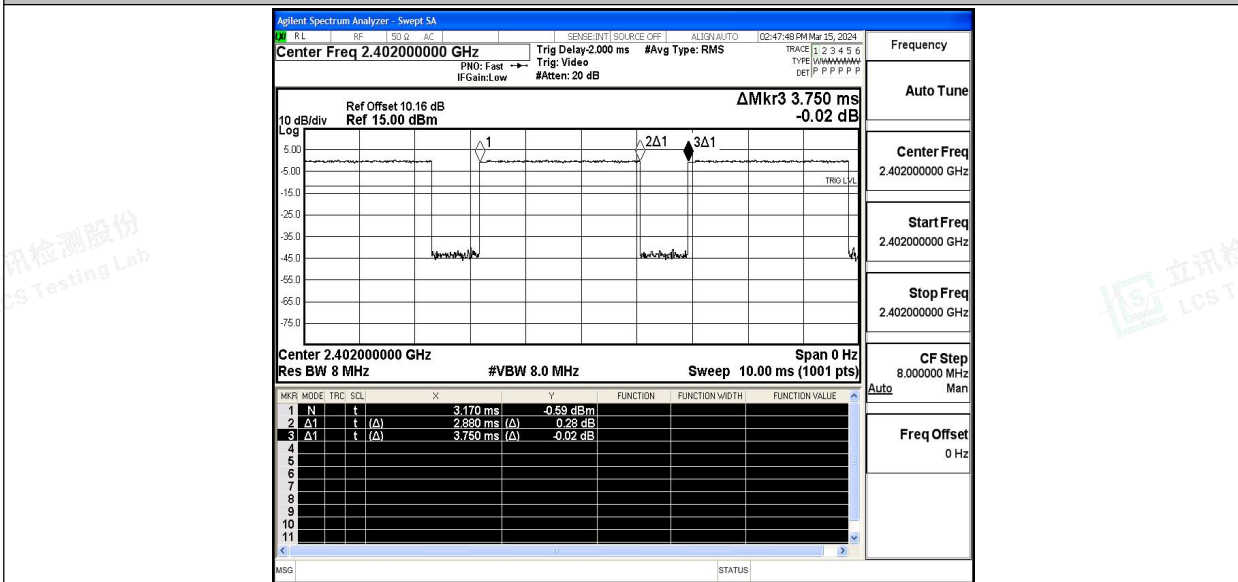 Agilent Spectrum Analyzer - Swept SA
RL RF 50 Ω AC SENSE:INT SOURCE OFF ALIGN AUTO 02:47:48 PM Mar 15, 2024
Center Freq 2.402000000 GHz
PNO: Fast
IFGain:Low
Trig Delay-2.000 ms #Avg Type: RMS
Trig: Video
#Atten: 20 dB
TRACE 1 2 3 4 5 6
TYPE
DET P P P P P P
Frequency
Auto Tune
Center Freq
2.402000000 GHz
Start Freq
2.402000000 GHz
Stop Freq
2.402000000 GHz
CF Step
8.000000 MHz
Auto Man
Freq Offset
0 Hz
ΔMkr3 3.750 ms
-0.02 dB
Ref Offset 10.16 dB
10 dB/div Ref 15.00 dBm
Log
1 2Δ1 3Δ1
5.00
-5.00
TRIG LVL
-15.0
-25.0
-35.0
-45.0
-55.0
-65.0
-75.0
Center 2.402000000 GHz Span 0 Hz
Res BW 8 MHz #VBW 8.0 MHz Sweep 10.00 ms (1001 pts)
MKR MODE TRC SCL X Y FUNCTION FUNCTION WIDTH FUNCTION VALUE
1 N t 3.170 ms -0.59 dBm
2 Δ1 t (Δ) 2.880 ms (Δ) 0.28 dB
3 Δ1 t (Δ) 3.750 ms (Δ) -0.02 dB
4
5
6
7
8
9
10
11
MSG STATUS
讯检测股份
LCS Testing Lab
立讯检
LCS T